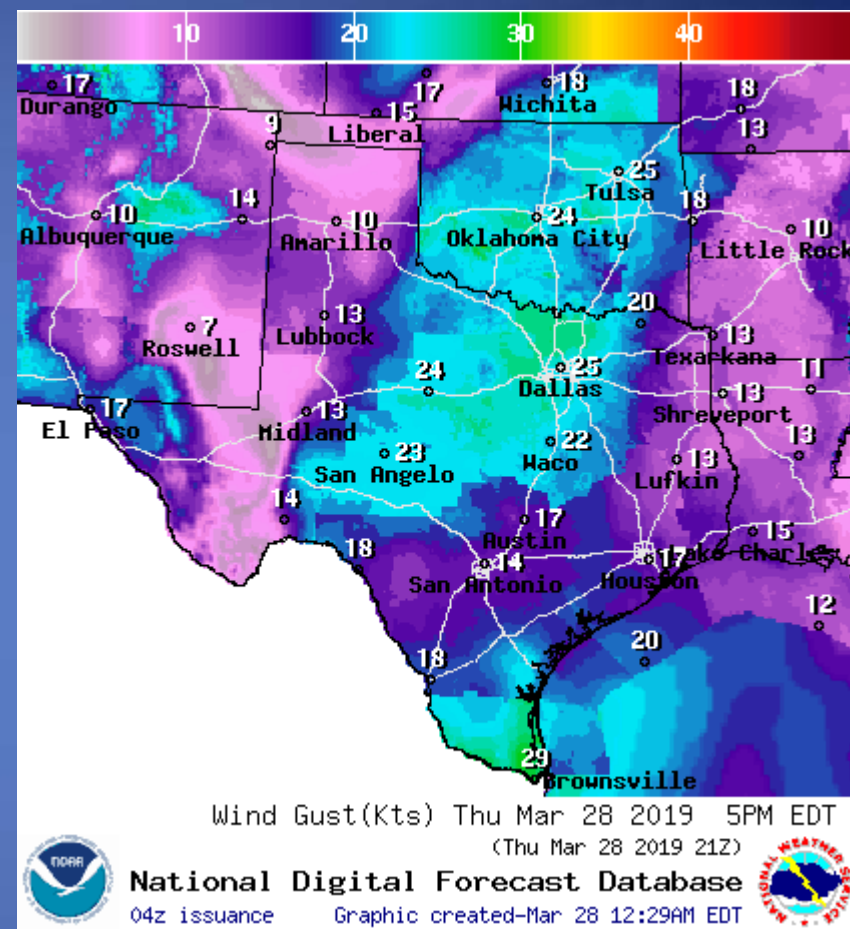 10 20 30 40
17 17 18 18
Durango Wichita
9 15 13
Liberal
25
Tulsa
10 14 10 24 18 10
Albuquerque Amarillo Oklahoma City Little Rock
7 13 20 13
Roswell Lubbock Texarkana
24 25 13 11
Dallas
17 13 Shreveport
El Paso Midland
23 22 13 13
San Angelo Waco Lufkin
14 17 15
Austin Lake Charles
18 14 17
San Antonio Houston
12
18 20
29
Brownsville
Wind Gust(Kts) Thu Mar 28 2019 5PM EDT
(Thu Mar 28 2019 21Z)
NOAA
NATIONAL WEATHER SERVICE
National Digital Forecast Database
04z issuance Graphic created-Mar 28 12:29AM EDT